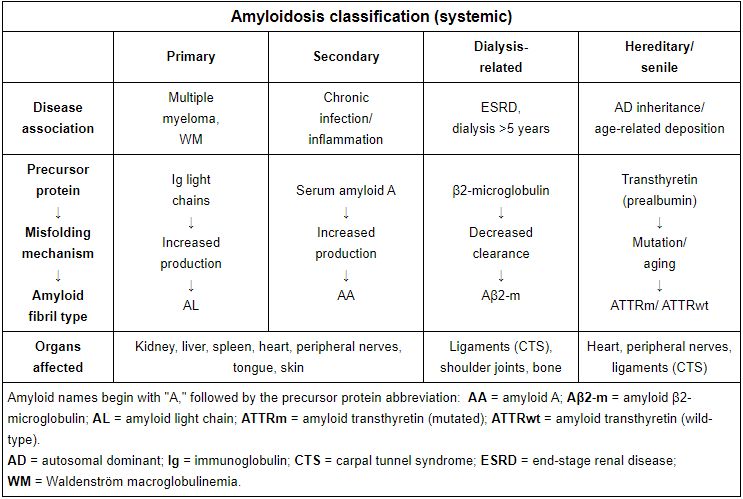 Amyloidosis classification (systemic)
Primary
Secondary
Dialysis-
related
Hereditary/
senile
Disease
association
Multiple
myeloma,
WM
Chronic
infection/
inflammation
ESRD,
dialysis >5 years
AD inheritance/
age-related deposition
Precursor
protein
↓
Misfolding
mechanism
↓
Amyloid
fibril type
Ig light
chains
↓
Increased
production
↓
AL
Serum amyloid A
↓
Increased
production
↓
AA
β2-microglobulin
↓
Decreased
clearance
↓
Aβ2-m
Transthyretin
(prealbumin)
↓
Mutation/
aging
↓
ATTRm/ ATTRwt
Organs
affected
Kidney, liver, spleen, heart, peripheral nerves,
tongue, skin
Ligaments (CTS),
shoulder joints, bone
Heart, peripheral nerves,
ligaments (CTS)
Amyloid names begin with "A," followed by the precursor protein abbreviation: AA = amyloid A; Aβ2-m = amyloid β2-
microglobulin; AL = amyloid light chain; ATTRm = amyloid transthyretin (mutated); ATTRwt = amyloid transthyretin (wild-
type).
AD = autosomal dominant; Ig = immunoglobulin; CTS = carpal tunnel syndrome; ESRD = end-stage renal disease;
WM = Waldenström macroglobulinemia.